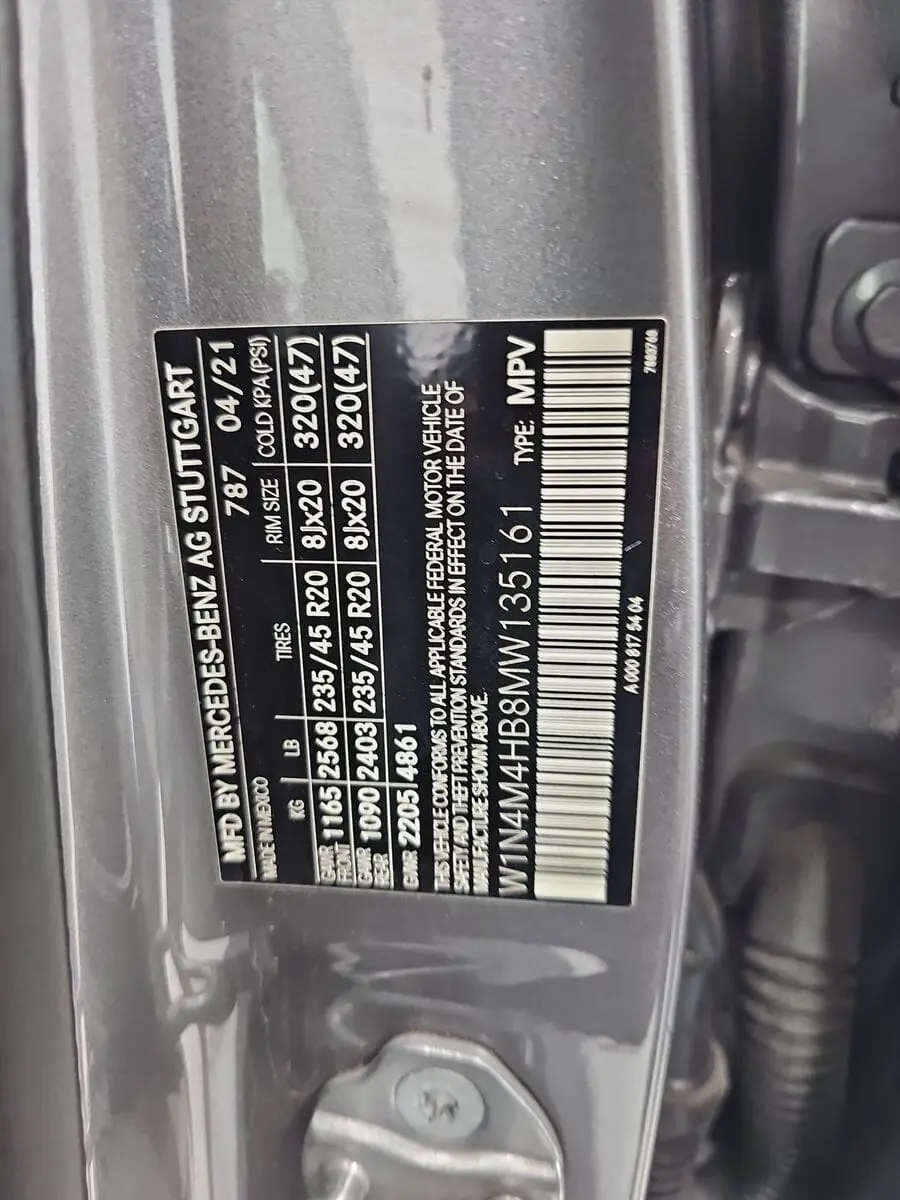 MFD BY MERCEDES-BENZ AG STUTTGART
MADE IN MEXICO 787 04/21
KG LB TIRES RIM SIZE COLD KPA(PSI)
GAWR FRONT 1165 2568 235/45 R20 8Jx20 320(47)
GAWR REAR 1090 2403 235/45 R20 8Jx20 320(47)
GVWR 2205 4861
THIS VEHICLE CONFORMS TO ALL APPLICABLE FEDERAL MOTOR VEHICLE
SAFETY AND THEFT PREVENTION STANDARDS IN EFFECT ON THE DATE OF
MANUFACTURE SHOWN ABOVE.
W1N4M4HB8MW135161 TYPE: MPV
A 000 817 54 04